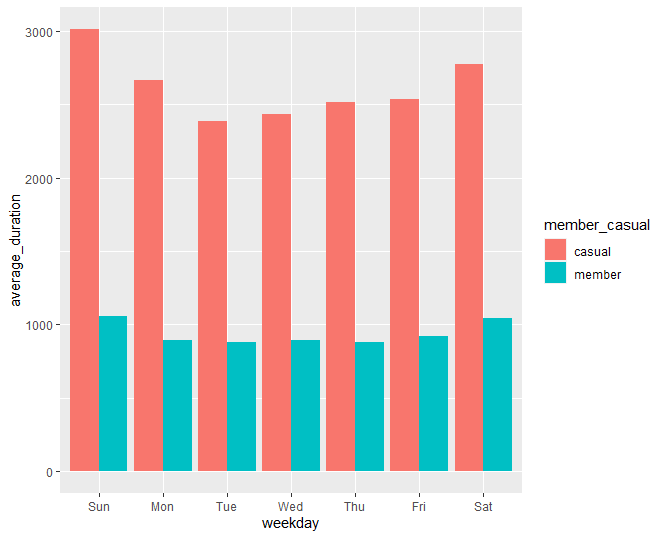 3000
2000
1000
0
average_duration
Sun Mon Tue Wed Thu Fri Sat
weekday
member_casual
casual
member